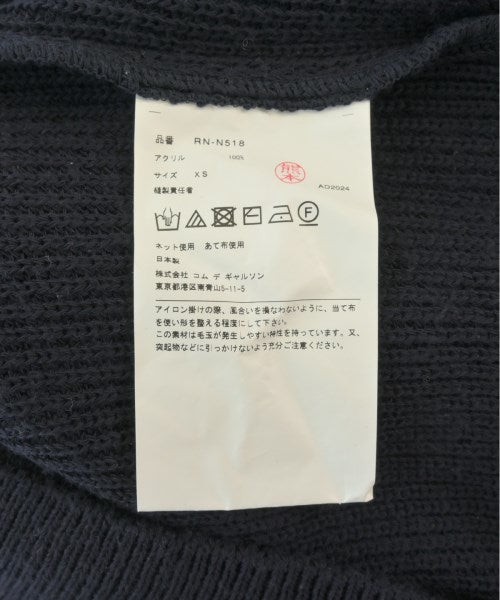 品番 RN-N518
アクリル 100%
サイズ XS
熊本
縫製責任者 AD2024
F
ネット使用 あて布使用
日本製
株式会社 コム デ ギャルソン
東京都港区南青山5-11-5
アイロン掛けの際、風合いを損なわないように、当て布
を使い形を整える程度にして下さい。
この素材は毛玉が発生しやすい特性を持っています。又、
突起物などに引っかけないよう充分ご注意ください。